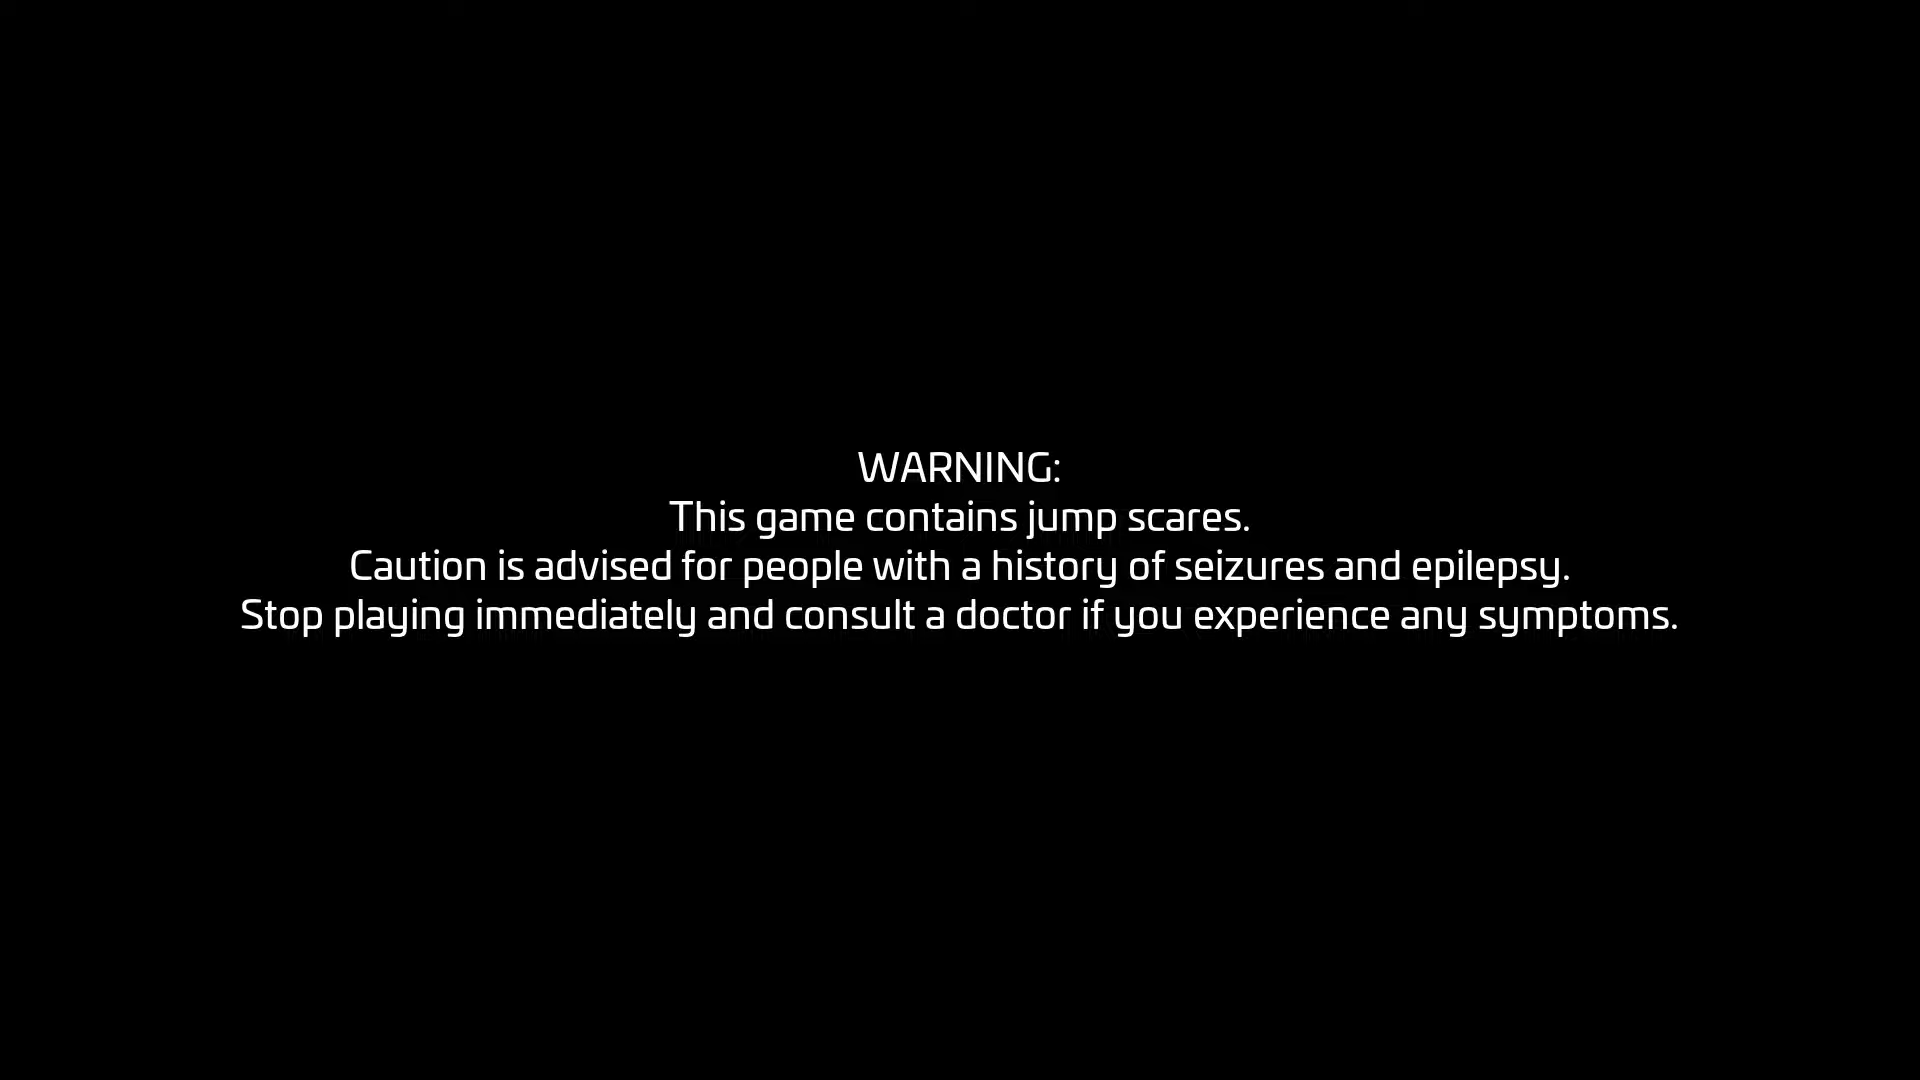 WARNING:
This game contains jump scares.
Caution is advised for people with a history of seizures and epilepsy.
Stop playing immediately and consult a doctor if you experience any symptoms.